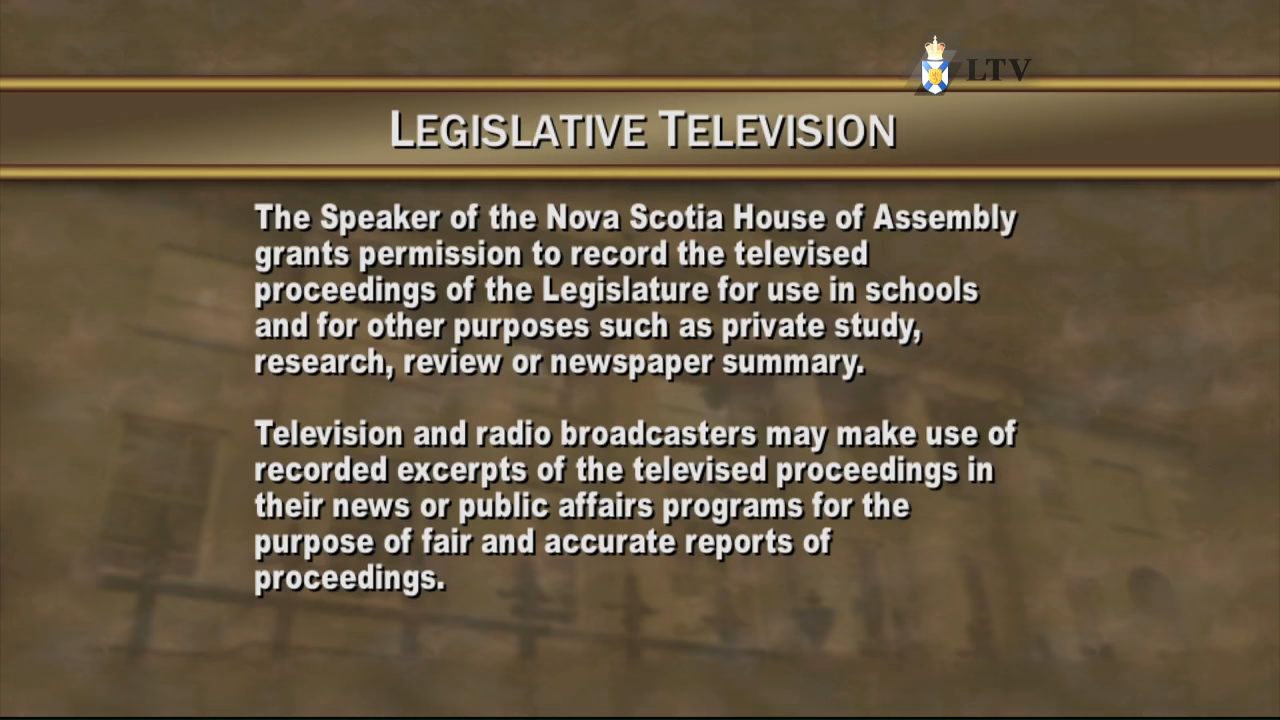 LTV
LEGISLATIVE TELEVISION
The Speaker of the Nova Scotia House of Assembly
grants permission to record the televised
proceedings of the Legislature for use in schools
and for other purposes such as private study,
research, review or newspaper summary.
Television and radio broadcasters may make use of
recorded excerpts of the televised proceedings in
their news or public affairs programs for the
purpose of fair and accurate reports of
proceedings.